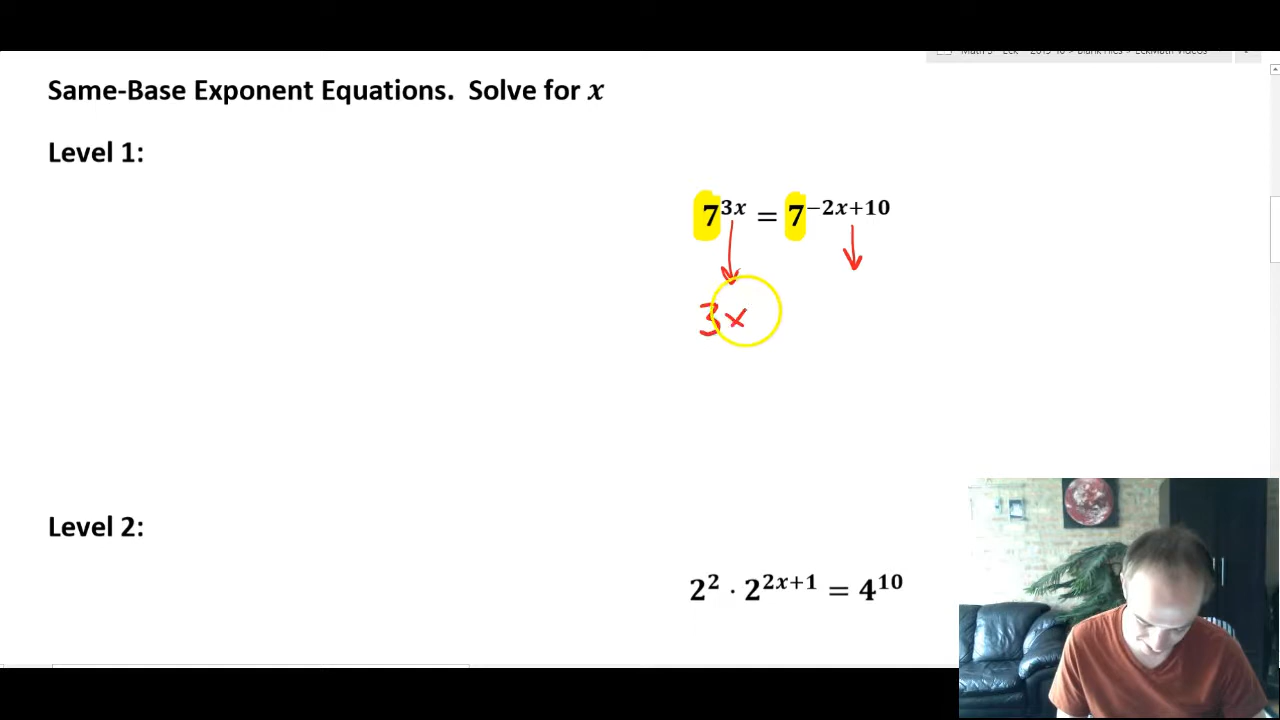 Same-Base Exponent Equations. Solve for x
Level 1:
7^{3x} = 7^{−2x+10}
3x
Level 2:
2^2 · 2^{2x+1} = 4^{10}